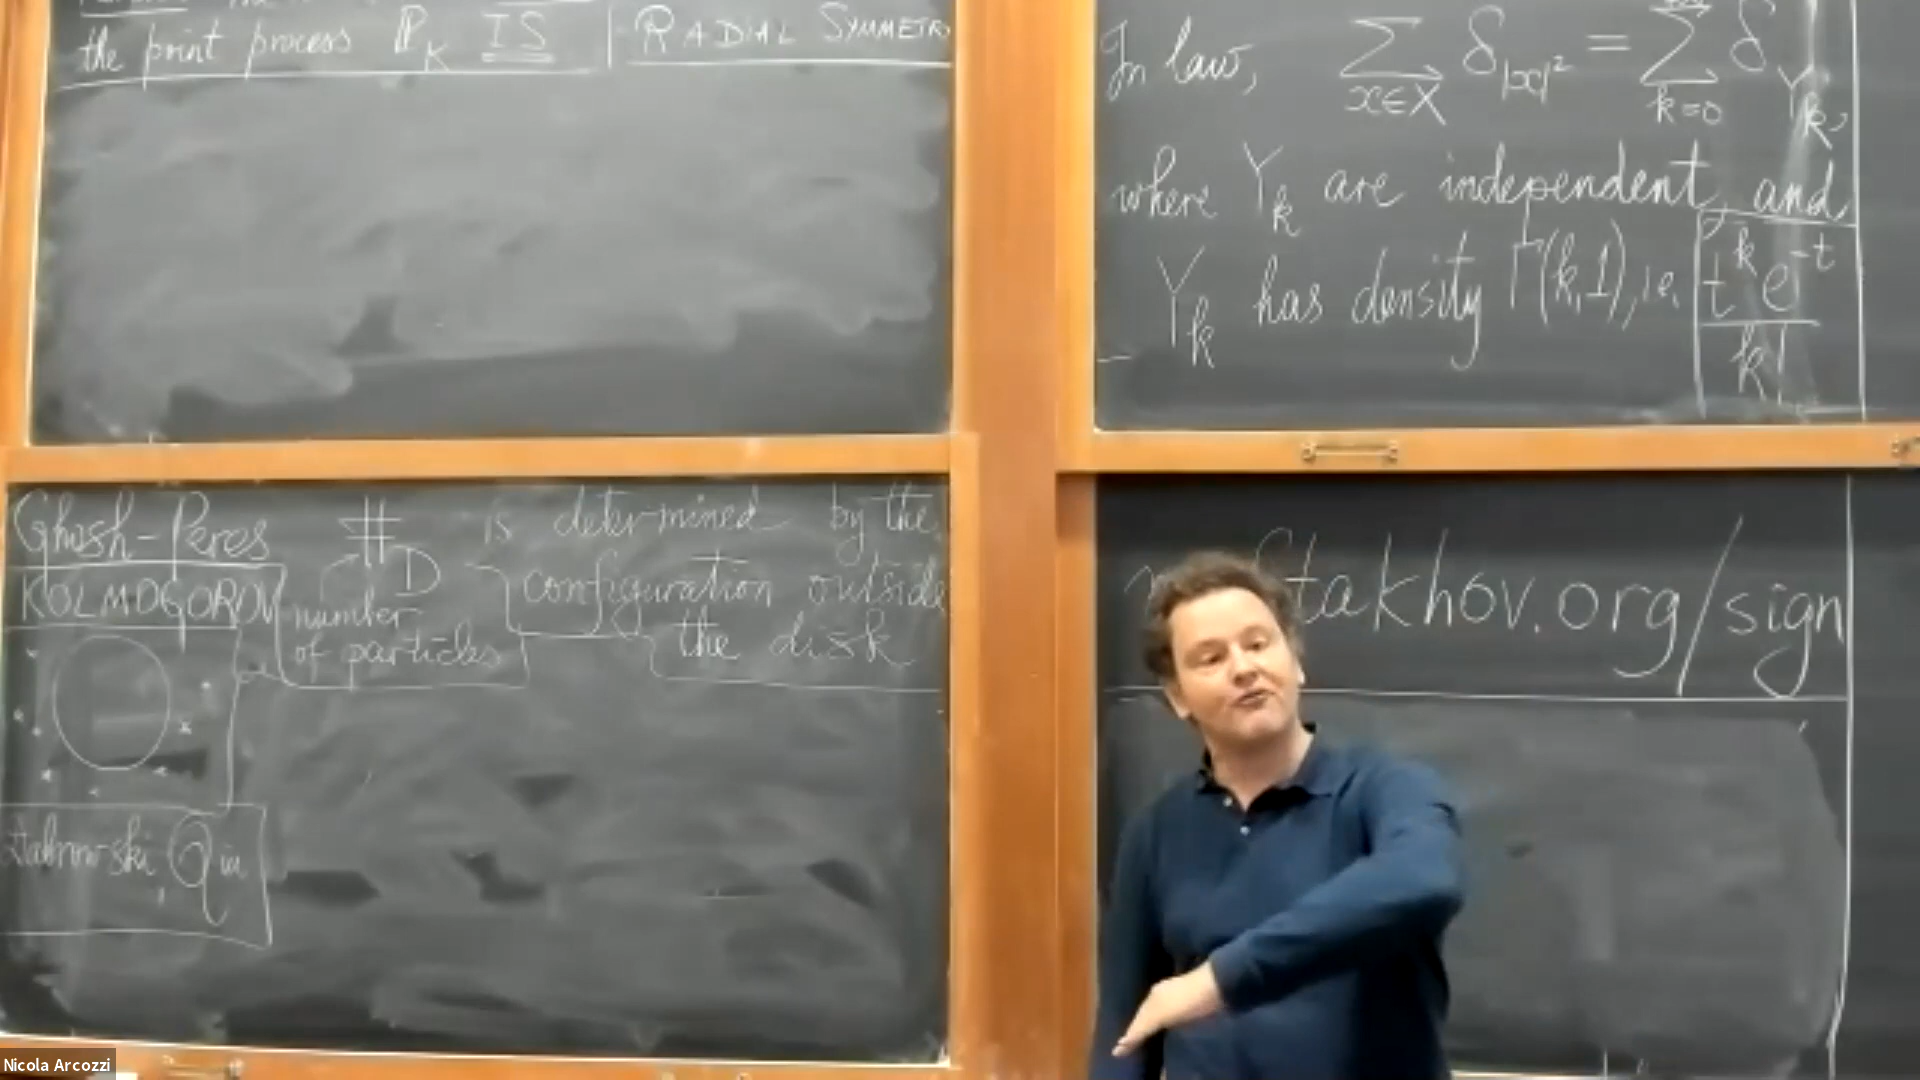 the point process ℙ_K IS | RADIAL SYMMETR
In law, ∑_{x∈X} δ_{|x|²} = ∑_{k=0} δ_{Y_k},
where Y_k are independent, and
Y_k has density Γ(k,1), i.e. t^k e^{-t} / k!
Ghosh-Peres
KOLMOGOROV
#_D is determined by the
number of particles
configuration outside
the disk
takhov.org/sign
Qiu
Nicola Arcozzi